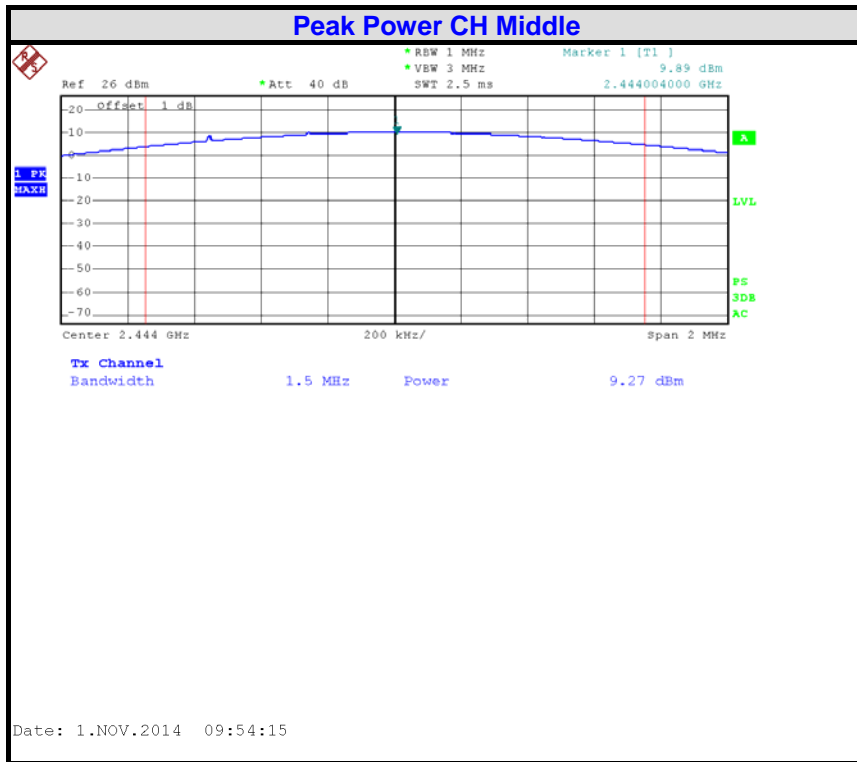 Peak Power CH Middle
R S
* RBW 1 MHz Marker 1 [T1 ]
* VBW 3 MHz 9.89 dBm
Ref 26 dBm * Att 40 dB SWT 2.5 ms 2.444004000 GHz
20 Offset 1 dB
10
A
0
1 PK
MAXH
-10
-20
LVL
-30
-40
-50
PS
-60
3DB
-70
AC
Center 2.444 GHz 200 kHz/ Span 2 MHz
Tx Channel
Bandwidth 1.5 MHz Power 9.27 dBm
Date: 1.NOV.2014 09:54:15